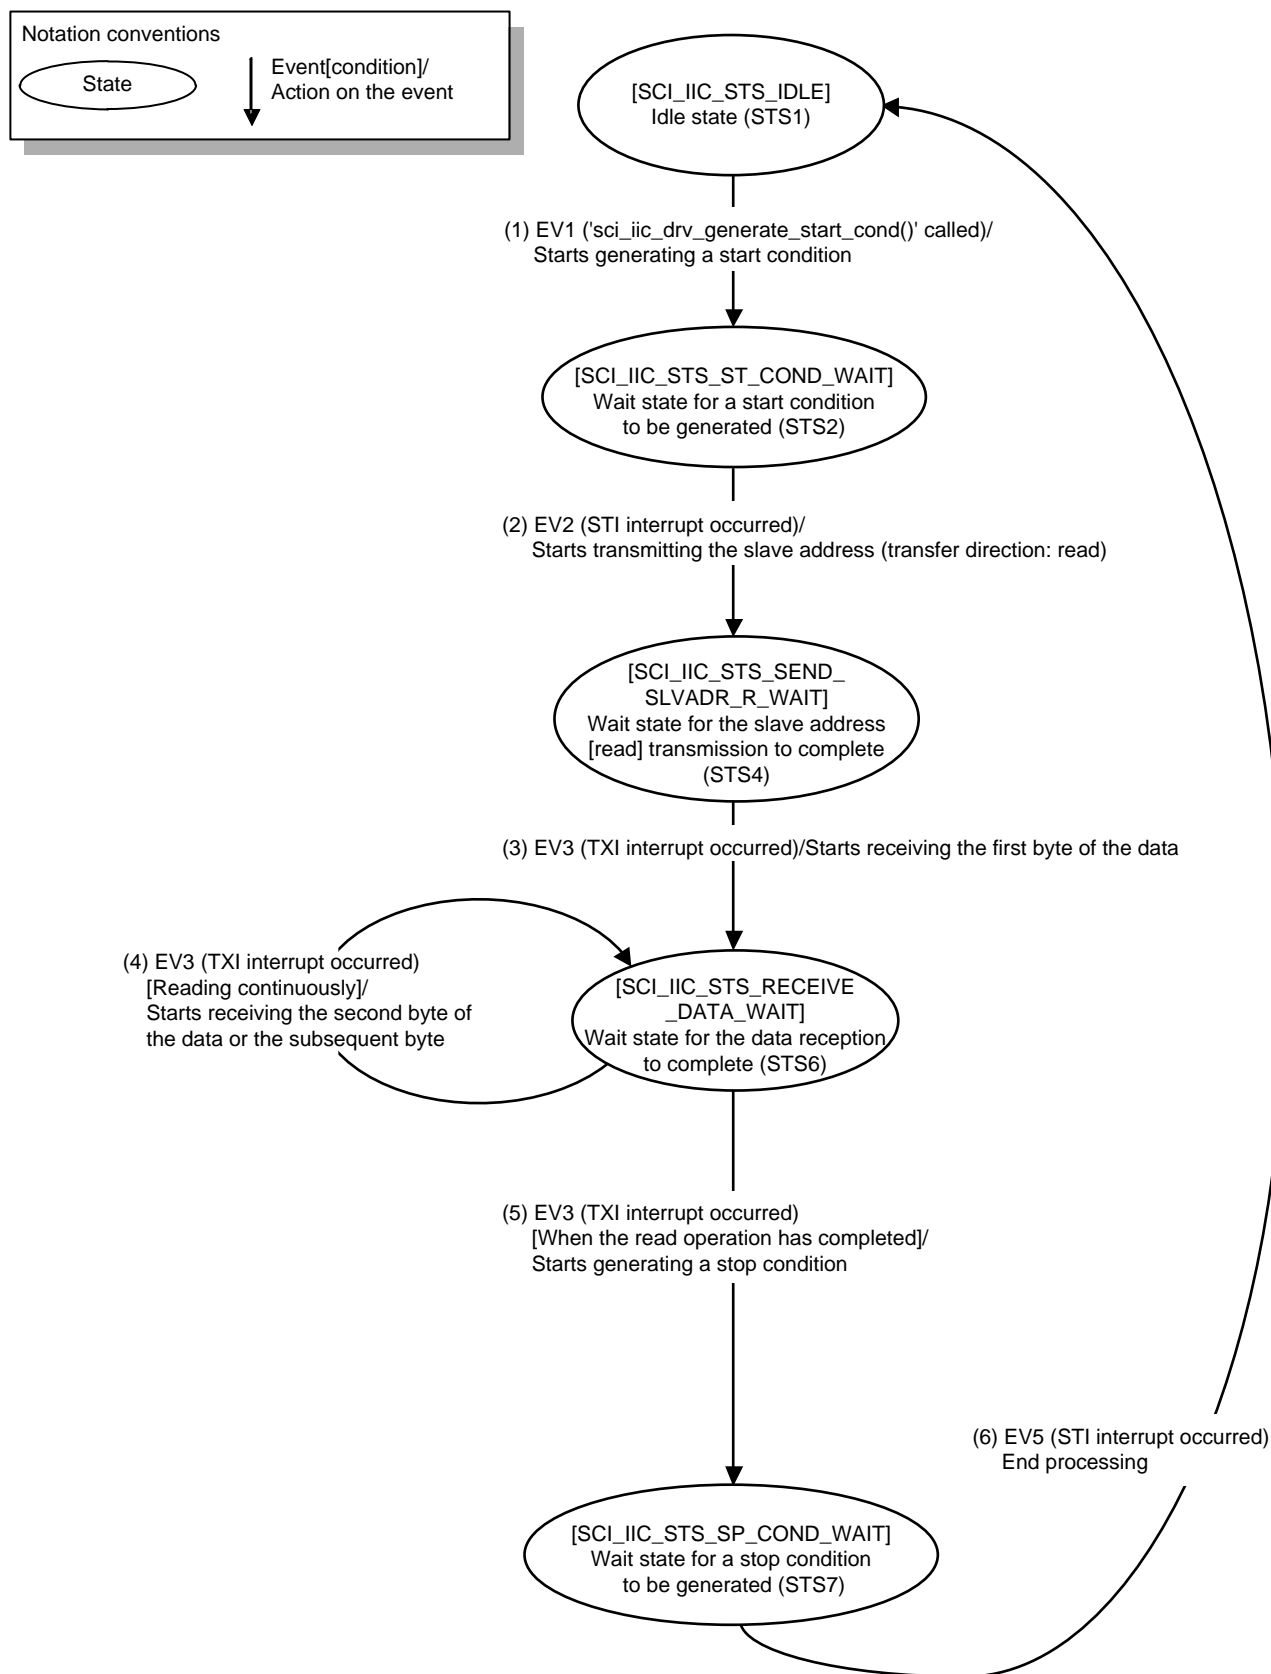 Notation conventions
State
Event[condition]/
Action on the event
[SCI_IIC_STS_IDLE]
Idle state (STS1)
(1) EV1 ('sci_iic_drv_generate_start_cond()' called)/
Starts generating a start condition
[SCI_IIC_STS_ST_COND_WAIT]
Wait state for a start condition
to be generated (STS2)
(2) EV2 (STI interrupt occurred)/
Starts transmitting the slave address (transfer direction: read)
[SCI_IIC_STS_SEND_
SLVADR_R_WAIT]
Wait state for the slave address
[read] transmission to complete
(STS4)
(3) EV3 (TXI interrupt occurred)/Starts receiving the first byte of the data
(4) EV3 (TXI interrupt occurred)
[Reading continuously]/
Starts receiving the second byte of
the data or the subsequent byte
[SCI_IIC_STS_RECEIVE
_DATA_WAIT]
Wait state for the data reception
to complete (STS6)
(5) EV3 (TXI interrupt occurred)
[When the read operation has completed]/
Starts generating a stop condition
(6) EV5 (STI interrupt occurred)
End processing
[SCI_IIC_STS_SP_COND_WAIT]
Wait state for a stop condition
to be generated (STS7)